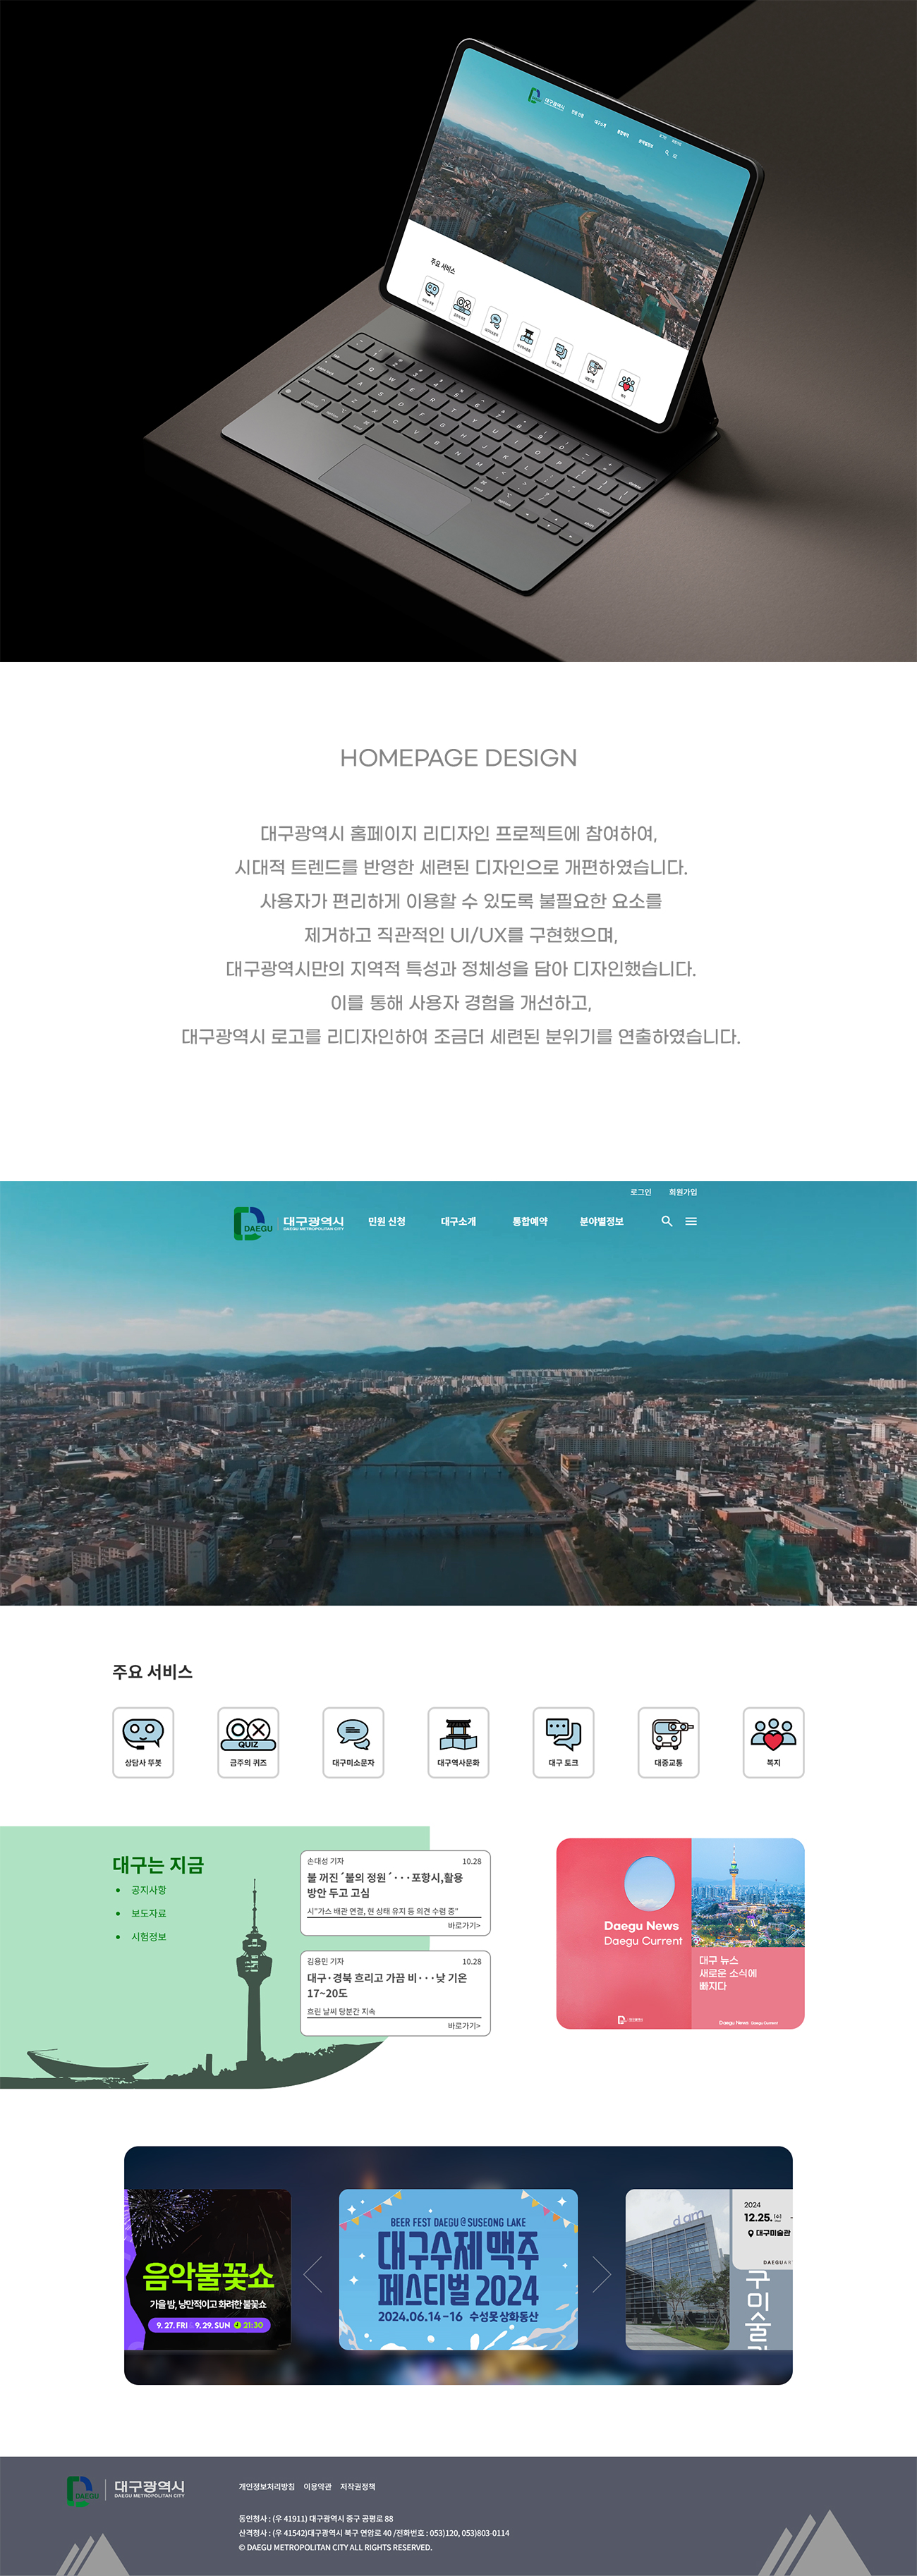 DAEGU
대구광역시
주요 서비스
HOMEPAGE DESIGN
대구광역시 홈페이지 리디자인 프로젝트에 참여하여,
시대적 트렌드를 반영한 세련된 디자인으로 개편하였습니다.
사용자가 편리하게 이용할 수 있도록 불필요한 요소를
제거하고 직관적인 UI/UX를 구현했으며,
대구광역시만의 지역적 특성과 정체성을 담아 디자인했습니다.
이를 통해 사용자 경험을 개선하고,
대구광역시 로고를 리디자인하여 조금더 세련된 분위기를 연출하였습니다.
로그인 회원가입
DAEGU 대구광역시 민원 신청 대구소개 통합예약 분야별정보
DAEGU METROPOLITAN CITY
주요 서비스
QUIZ
상담사 뚜봇 금주의 퀴즈 대구미소문자 대구역사문화 대구 토크 대중교통 복지
대구는 지금
공지사항
보도자료
시험정보
손대성 기자 10.28
불 꺼진´불의 정원´···포항시,활용
방안 두고 고심
시"가스 배관 연결, 현 상태 유지 등 의견 수렴 중"
바로가기>
김용민 기자 10.28
대구·경북 흐리고 가끔 비···낮 기온
17~20도
흐린 날씨 당분간 지속
바로가기>
Daegu News
Daegu Current
대구 뉴스
새로운 소식에
빠지다
Daegu News Daegu Current
음악불꽃쇼
가을 밤, 낭만적이고 화려한 불꽃쇼
9. 27. FRI 9. 29. SUN 21:30
BEER FEST DAEGU @ SUSEONG LAKE
대구수제맥주
페스티벌 2024
2024.06.14-16 수성못 상화동산
dam
2024
12.25.(수)
대구미술관
구미술
DAEGU 대구광역시
DAEGU METROPOLITAN CITY
개인정보처리방침 이용약관 저작권정책
동인청사 : (우 41911) 대구광역시 중구 공평로 88
산격청사 : (우 41542)대구광역시 북구 연암로 40 /전화번호 : 053)120, 053)803-0114
© DAEGU METROPOLITAN CITY ALL RIGHTS RESERVED.